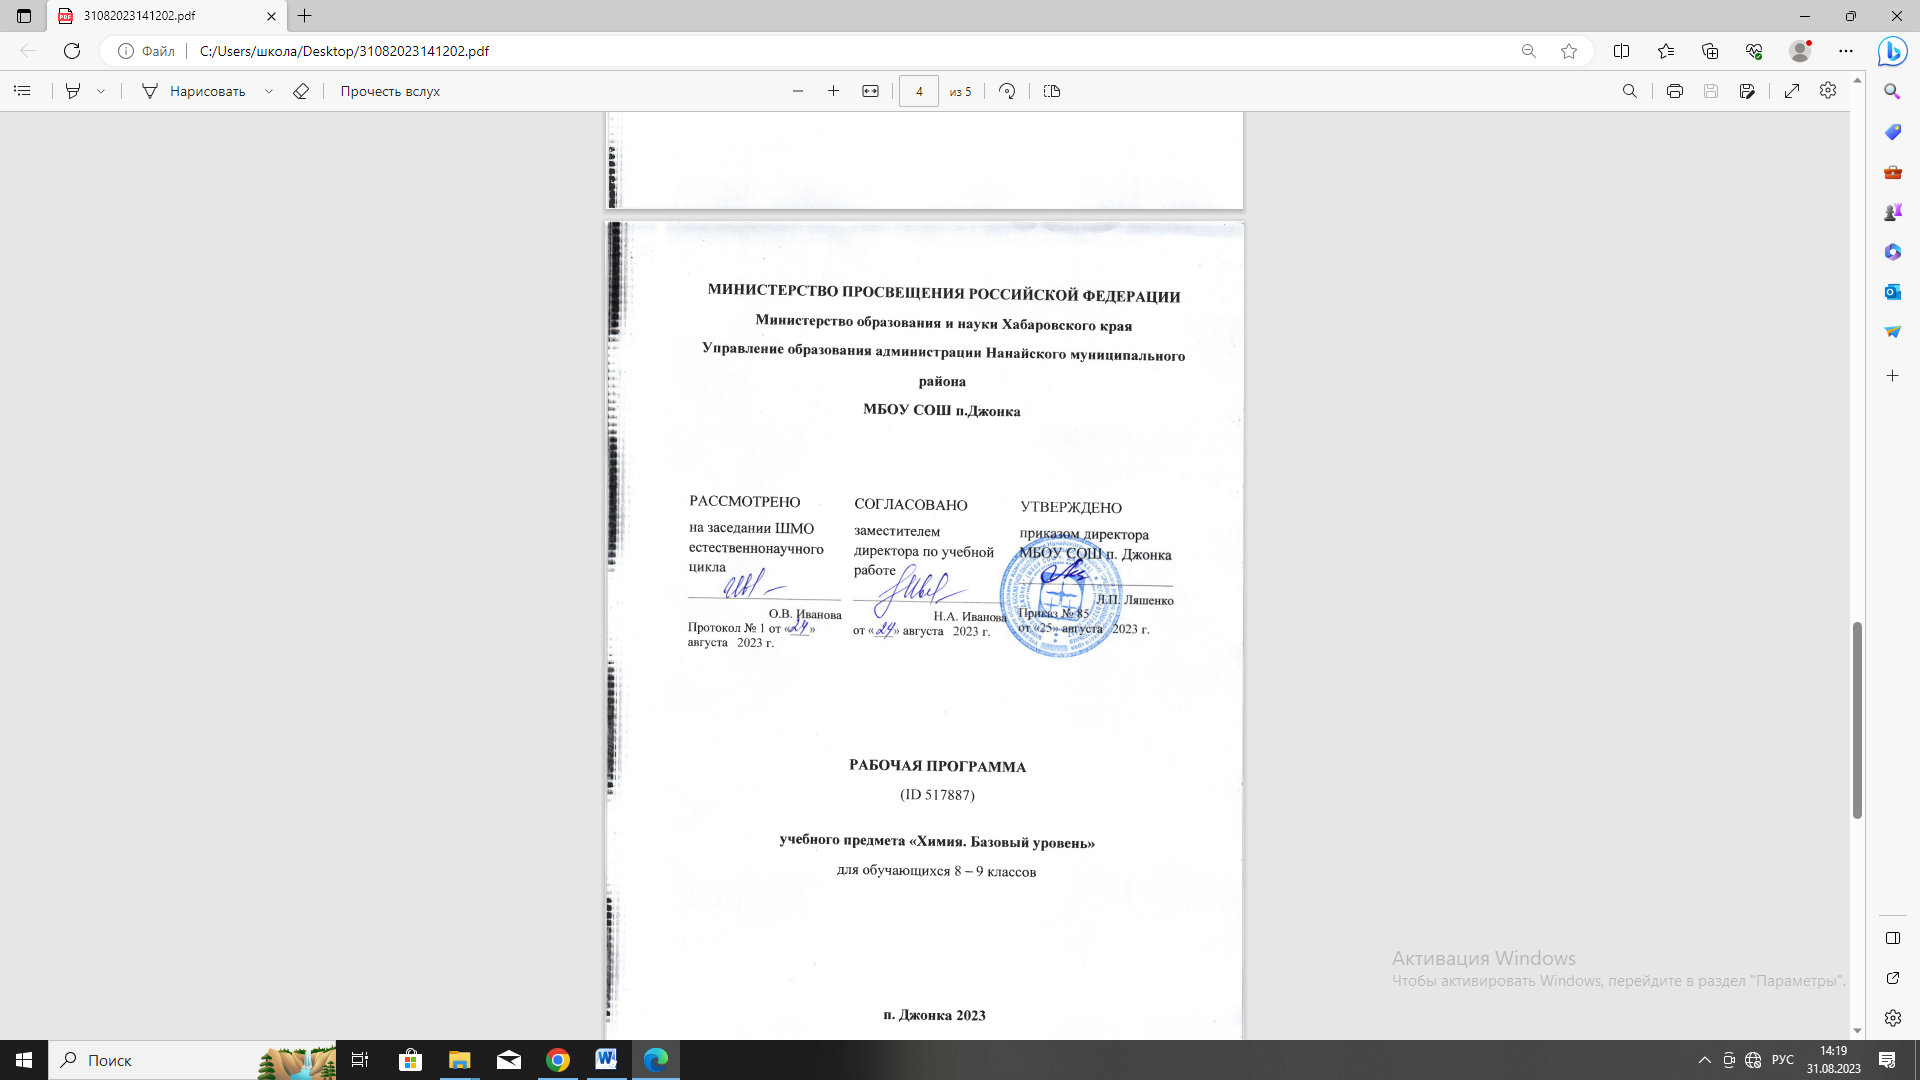 31082023141202.pdf
Файл
C:/Users/школа/Desktop/31082023141202.pdf
Нарисовать
Прочесть вслух
4
из 5
МИНИСТЕРСТВО ПРОСВЕЩЕНИЯ РОССИЙСКОЙ ФЕДЕРАЦИИ
Министерство образования и науки Хабаровского края
Управление образования администрации Нанайского муниципального
района
МБОУ СОШ п.Джонка
РАССМОТРЕНО
на заседании ШМО
естественнонаучного
цикла
О.В. Иванова
Протокол № 1 от «24»
августа 2023 г.
СОГЛАСОВАНО
заместителем
директора по учебной
работе
Н.А. Иванова
от «24» августа 2023 г.
УТВЕРЖДЕНО
приказом директора
МБОУ СОШ п. Джонка
Л.П. Ляшенко
Приказ № 85
от «25» августа 2023 г.
РАБОЧАЯ ПРОГРАММА
(ID 517887)
учебного предмета «Химия. Базовый уровень»
для обучающихся 8 – 9 классов
п. Джонка 2023
Активация Windows
Чтобы активировать Windows, перейдите в раздел "Параметры".
Поиск
РУС
14:19
31.08.2023